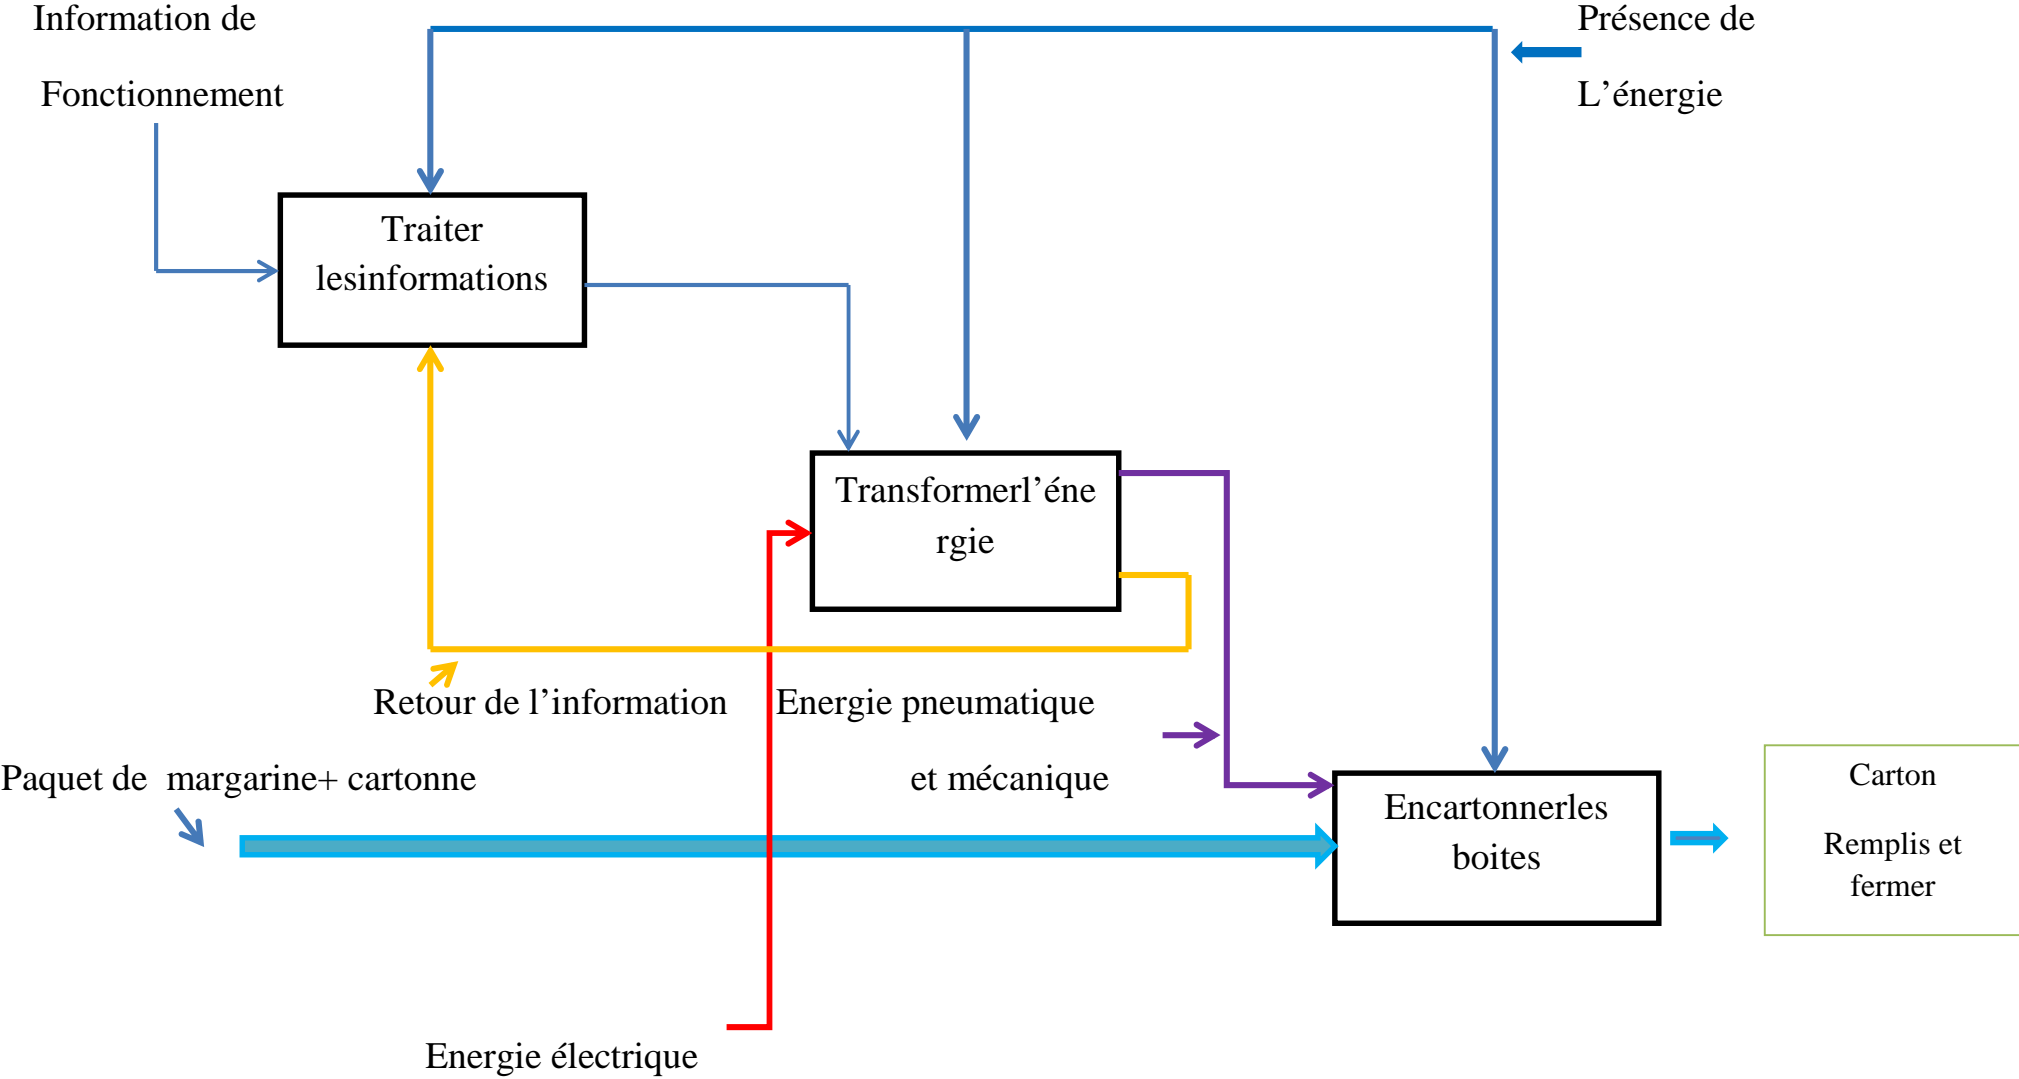 Information de
Fonctionnement
Présence de
L’énergie
Traiter
lesinformations
Transformerl’éne
rgie
Retour de l’information
Energie pneumatique
et mécanique
Paquet de margarine+ cartonne
Encartonnerles
boites
Carton
Remplis et
fermer
Energie électrique